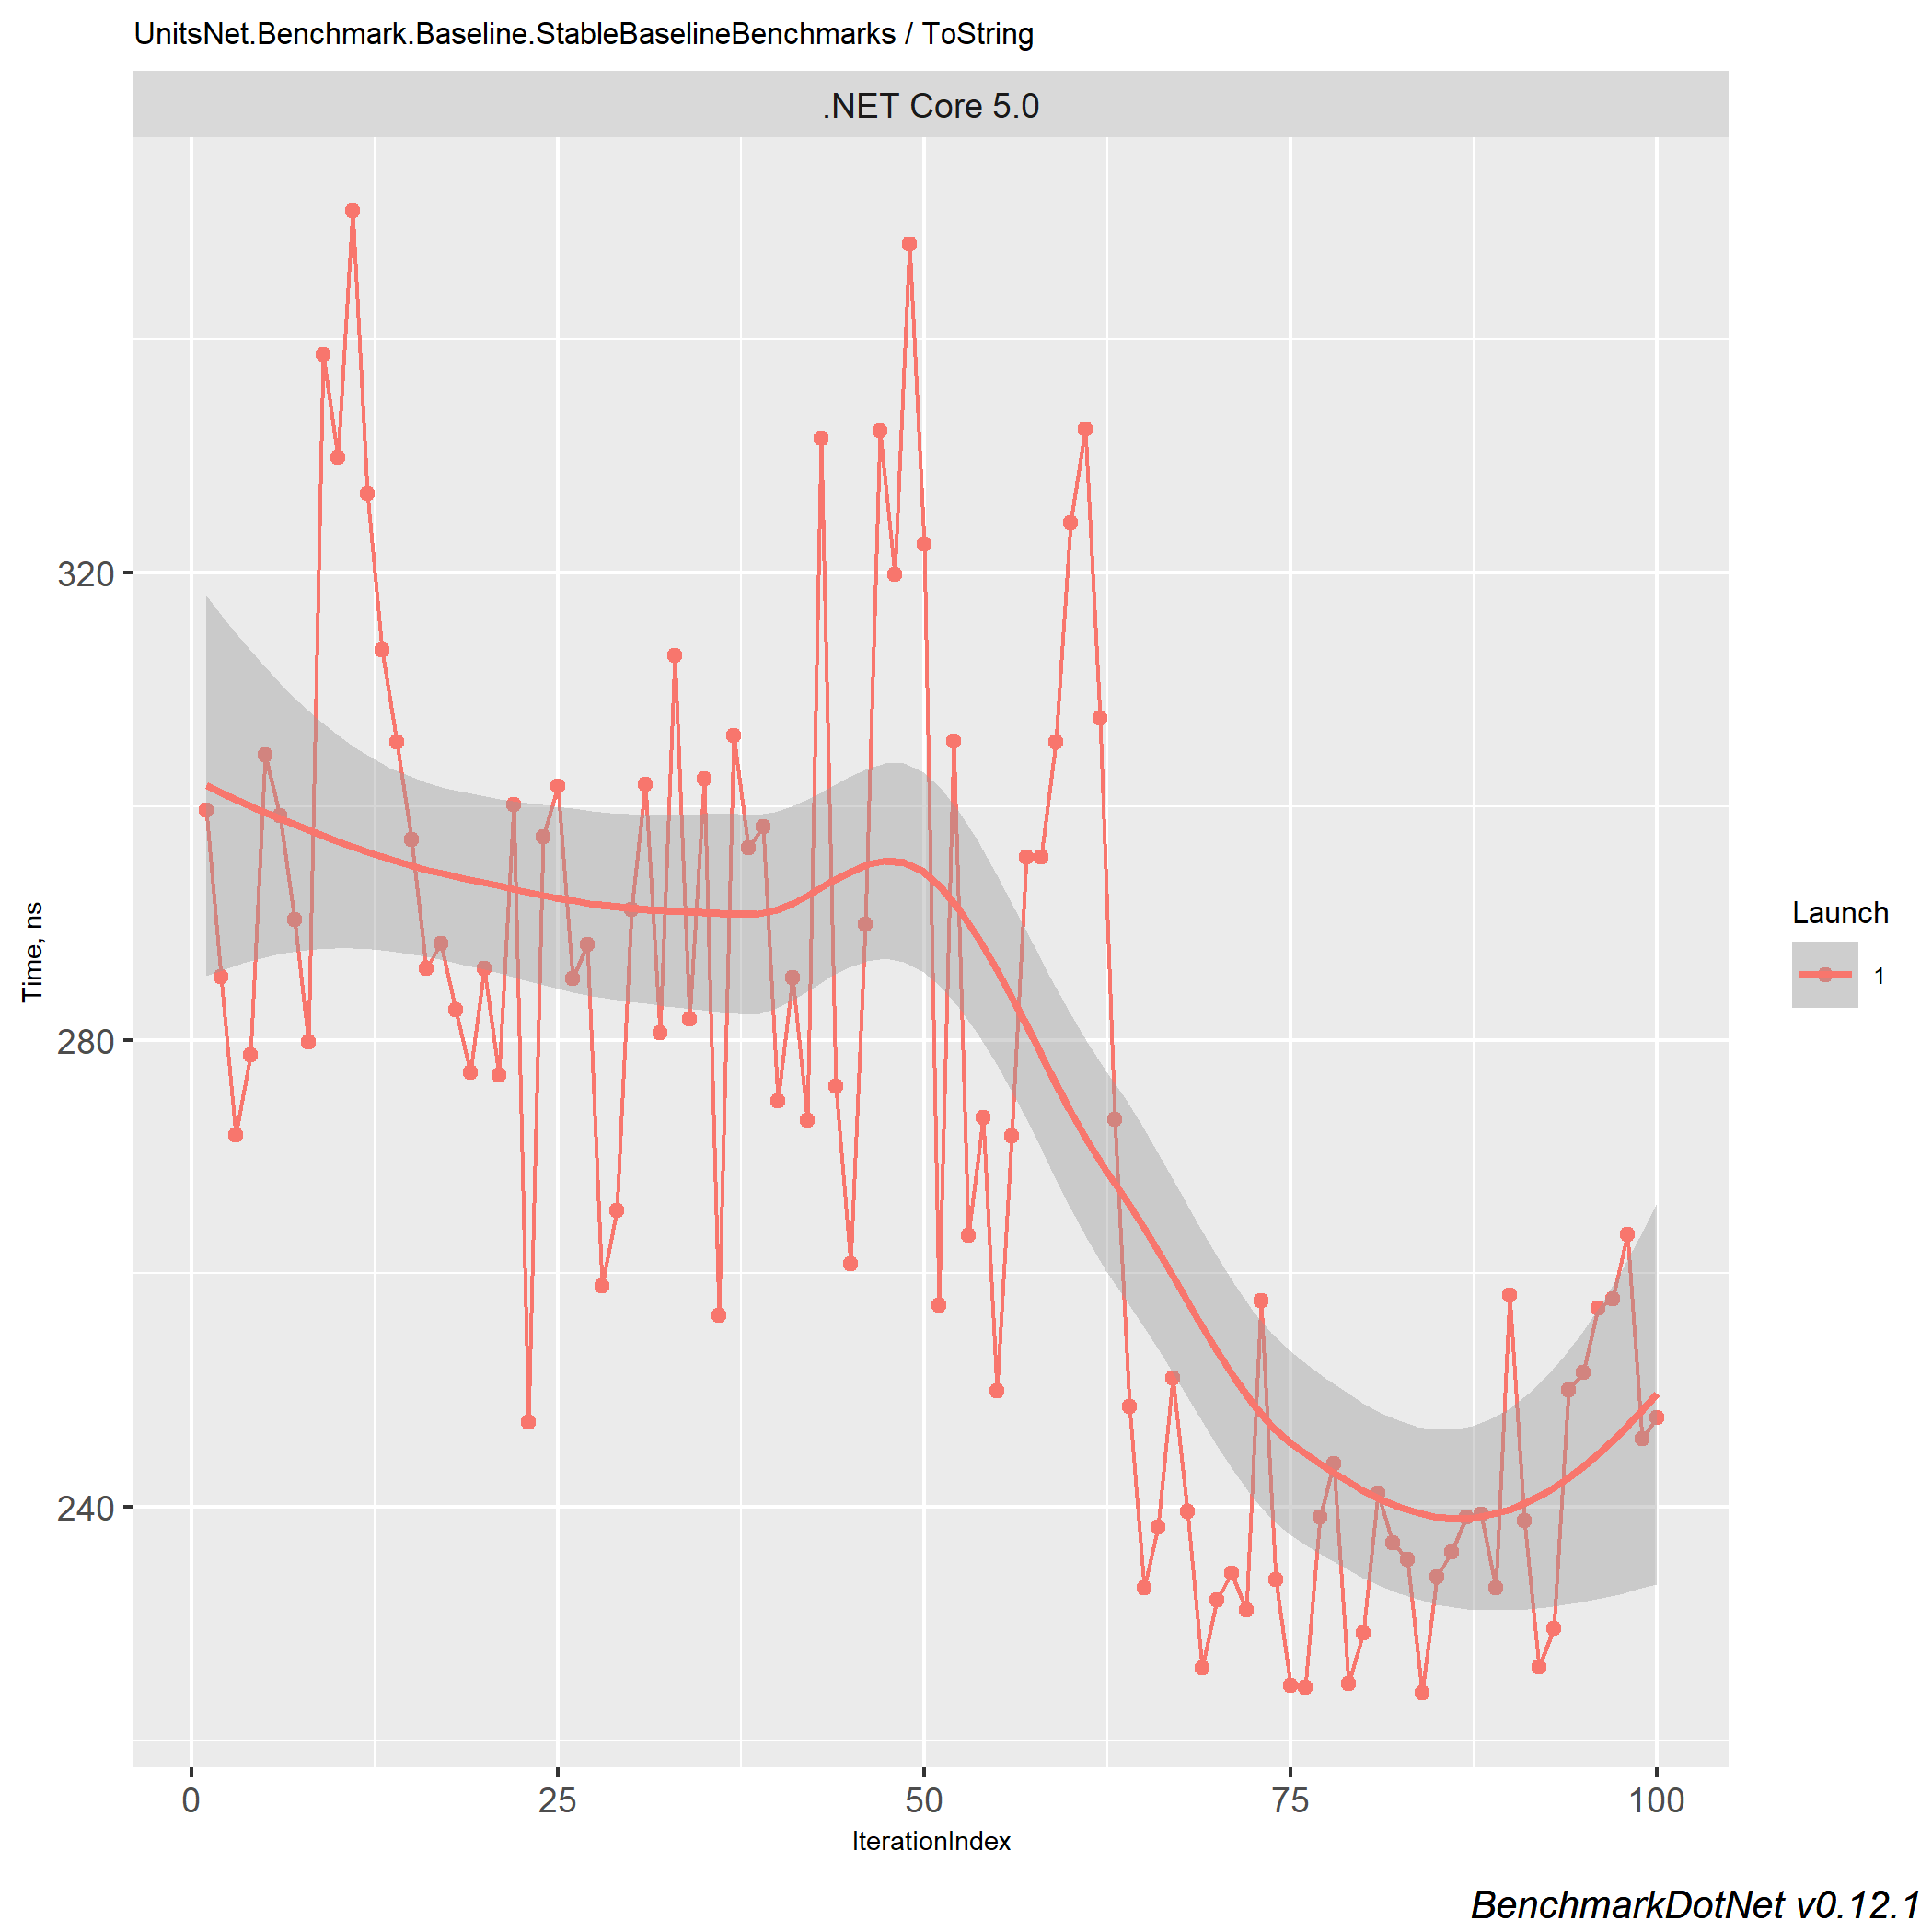 UnitsNet.Benchmark.Baseline.StableBaselineBenchmarks / ToString
.NET Core 5.0
320
280
240
Time, ns
0 25 50 75 100
IterationIndex
Launch
1
BenchmarkDotNet v0.12.1